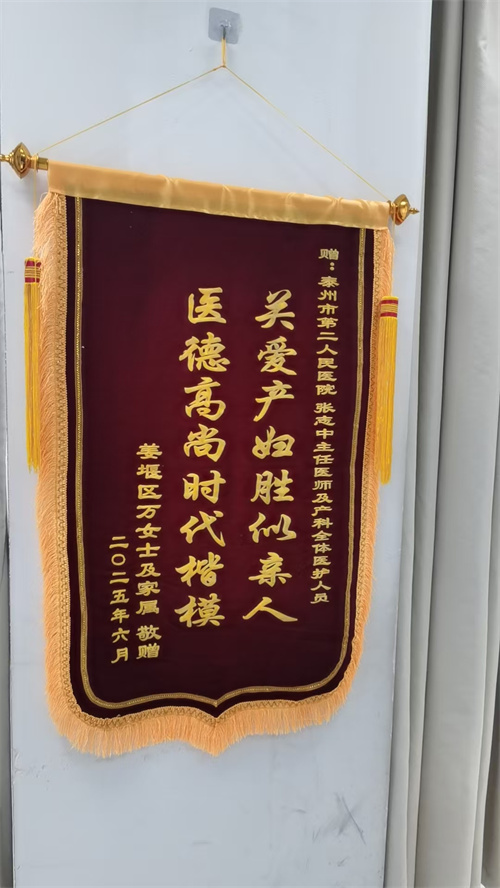 赠：泰州市第二人民医院 张志中主任医师及产科全体医护人员
关爱产妇胜似亲人
医德高尚时代楷模
姜堰区万女士及家属 敬赠
二〇二五年六月